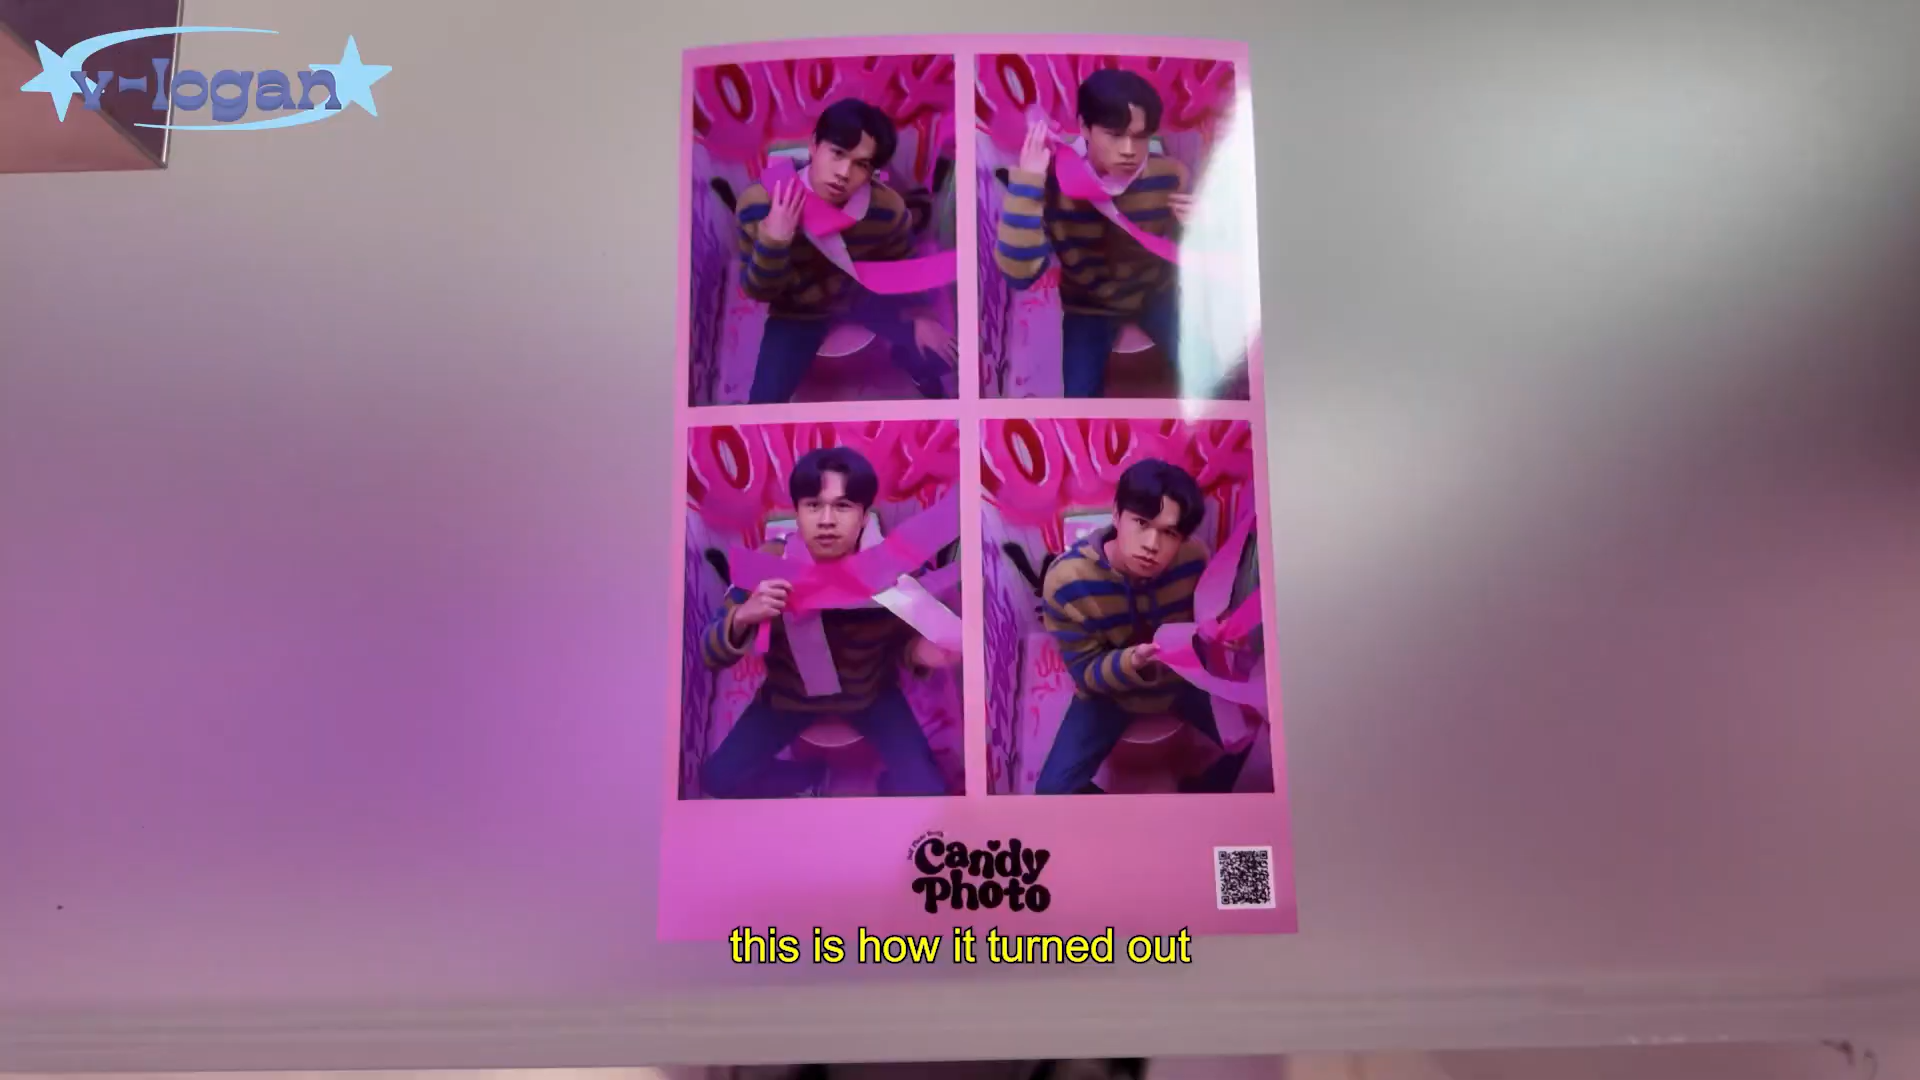 v-logan
Candy
Photo
this is how it turned out